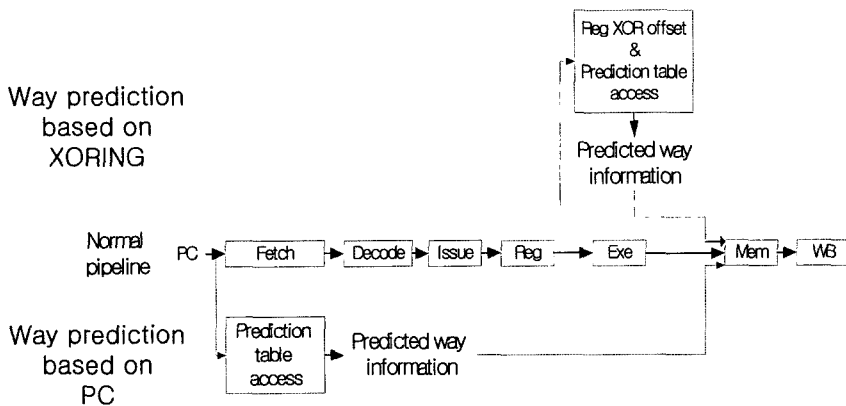 Reg XOR offset
&
Prediction table
access
Way prediction
based on
XORING
Predicted way
information
Normal
pipeline
PC
Fetch
Decode
Issue
Reg
Exe
Mem
WB
Way prediction
based on
PC
Prediction
table
access
Predicted way
information